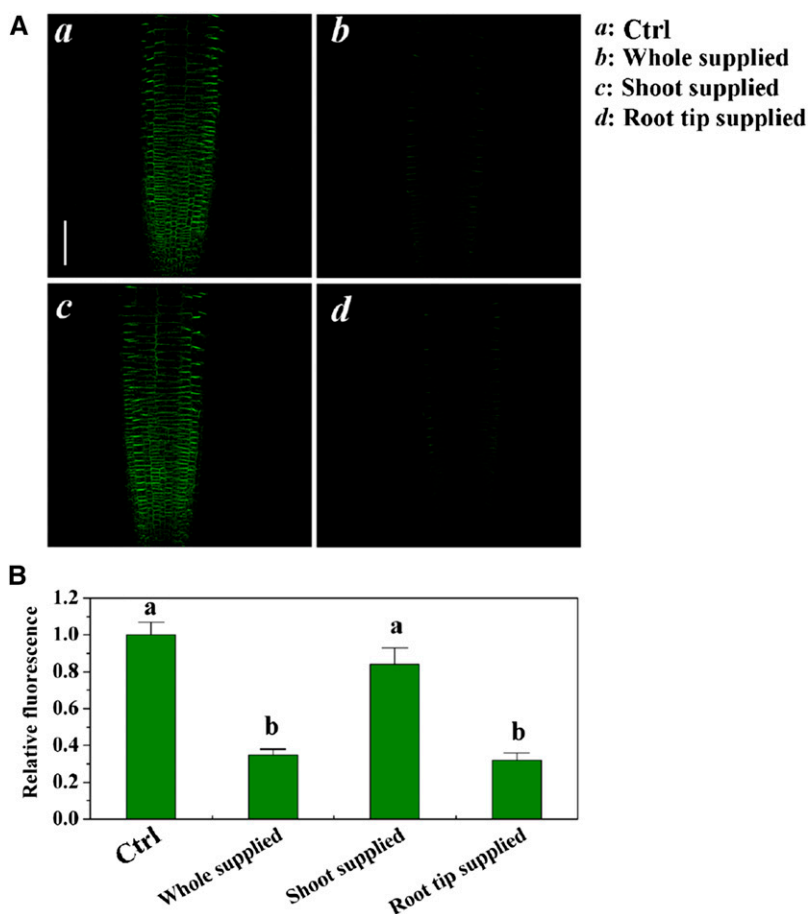 A
a
b
c
d
a: Ctrl
b: Whole supplied
c: Shoot supplied
d: Root tip supplied
B
Relative fluorescence
1.2
1.0
0.8
0.6
0.4
0.2
0.0
a
b
a
b
Ctrl
Whole supplied
Shoot supplied
Root tip supplied